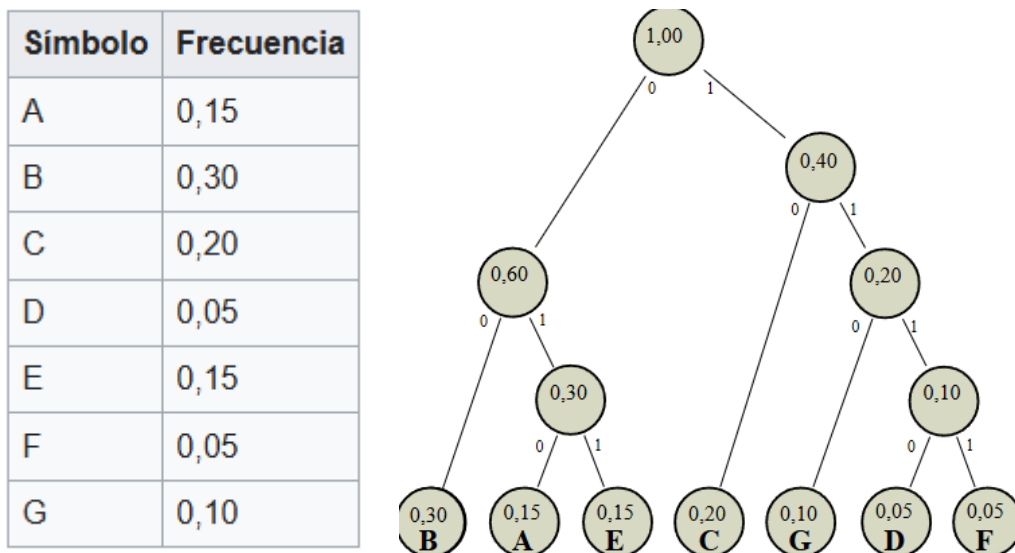 Símbolo Frecuencia
A 0,15
B 0,30
C 0,20
D 0,05
E 0,15
F 0,05
G 0,10
1,00
0 1
0,40
0 1
0,60
0 1
0,20
0 1
0,30
0 1
0,10
0 1
0,30 0,15 0,15 0,20 0,10 0,05 0,05
B A E C G D F